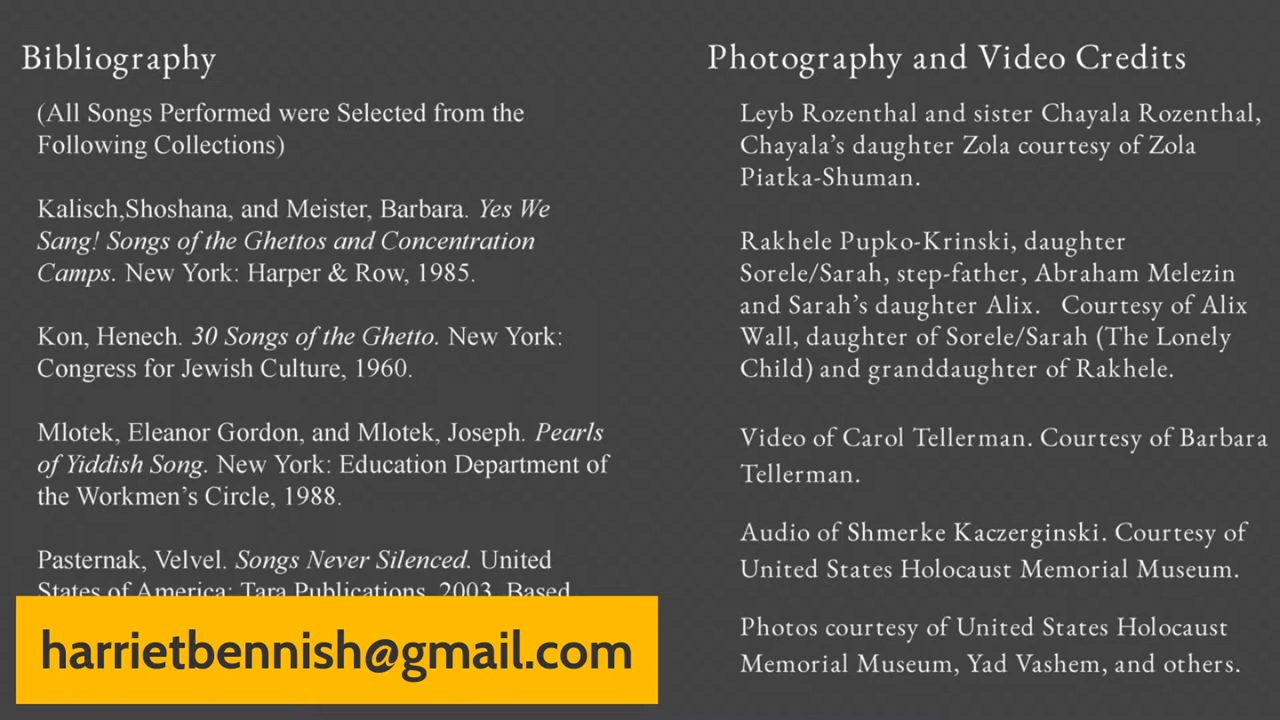 Bibliography
(All Songs Performed were Selected from the
Following Collections)
Kalisch,Shoshana, and Meister, Barbara. Yes We
Sang! Songs of the Ghettos and Concentration
Camps. New York: Harper & Row, 1985.
Kon, Henech. 30 Songs of the Ghetto. New York:
Congress for Jewish Culture, 1960.
Mlotek, Eleanor Gordon, and Mlotek, Joseph. Pearls
of Yiddish Song. New York: Education Department of
the Workmen’s Circle, 1988.
Pasternak, Velvel. Songs Never Silenced. United
States of America: Tara Publications, 2003. Based
harrietbennish@gmail.com
Photography and Video Credits
Leyb Rozenthal and sister Chayala Rozenthal,
Chayala’s daughter Zola courtesy of Zola
Piatka-Shuman.
Rakhele Pupko-Krinski, daughter
Sorele/Sarah, step-father, Abraham Melezin
and Sarah’s daughter Alix. Courtesy of Alix
Wall, daughter of Sorele/Sarah (The Lonely
Child) and granddaughter of Rakhele.
Video of Carol Tellerman. Courtesy of Barbara
Tellerman.
Audio of Shmerke Kaczerginski. Courtesy of
United States Holocaust Memorial Museum.
Photos courtesy of United States Holocaust
Memorial Museum, Yad Vashem, and others.